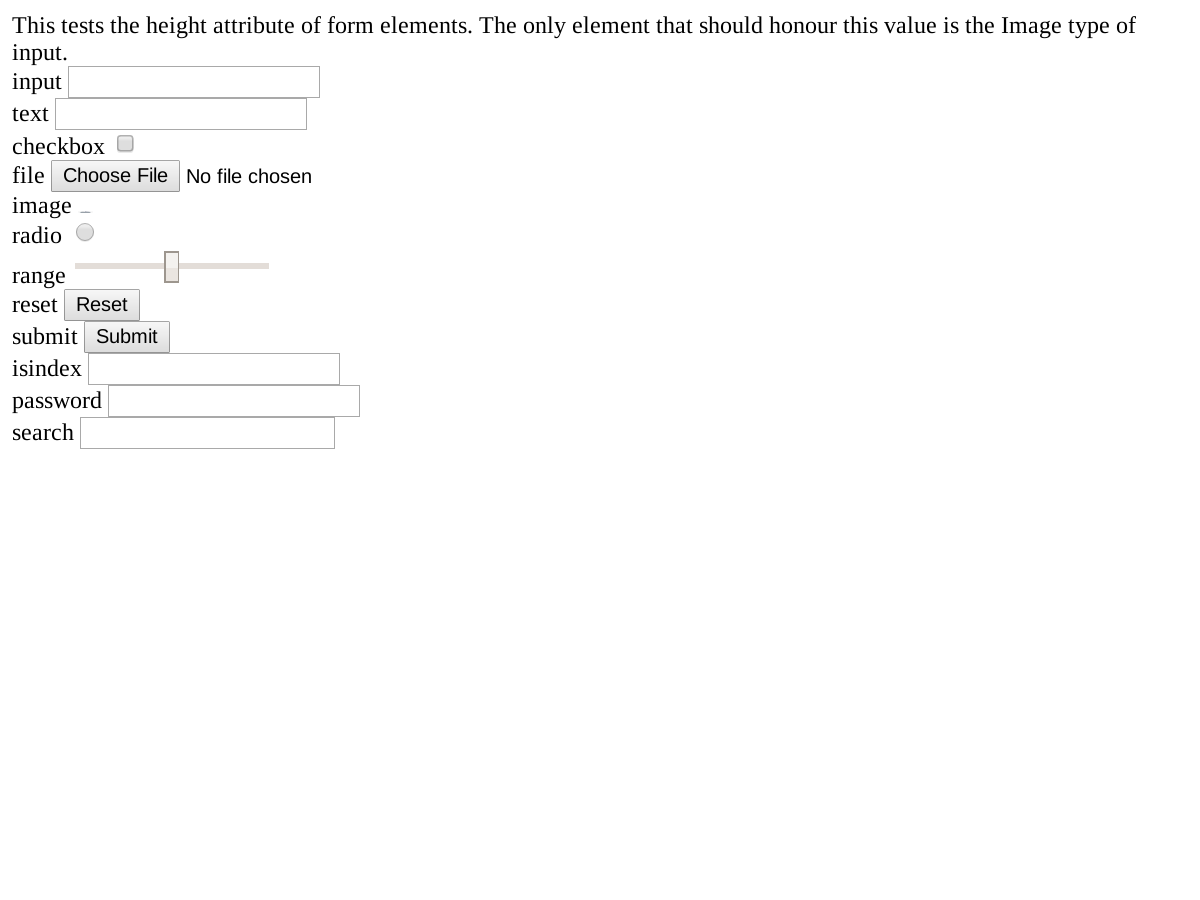 This tests the height attribute of form elements. The only element that should honour this value is the Image type of
input.
input
text
checkbox
file Choose File No file chosen
image
radio
range
reset Reset
submit Submit
isindex
password
search